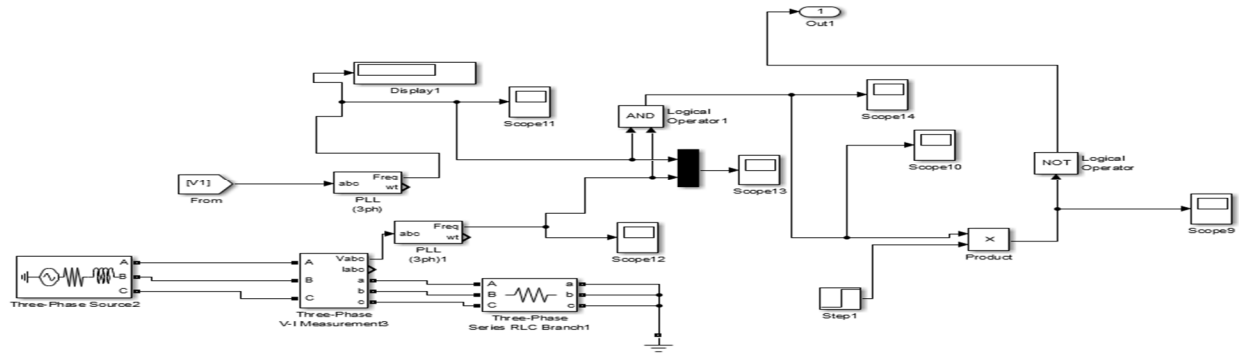 1
Out1
Display1
Scope11
AND
Logical
Operator1
Scope14
Scope10
NOT
Logical
Operator
Scope13
[V1]
From
abc
Freq
wt
PLL
(3ph)
abc
Freq
wt
PLL
(3ph)1
Scope12
Scope9
×
Product
Step1
A
B
C
Three-Phase Source2
A
B
C
Vabc
Iabc
a
b
c
Three-Phase
V-I Measurement3
A
B
C
a
b
c
Three-Phase
Series RLC Branch1